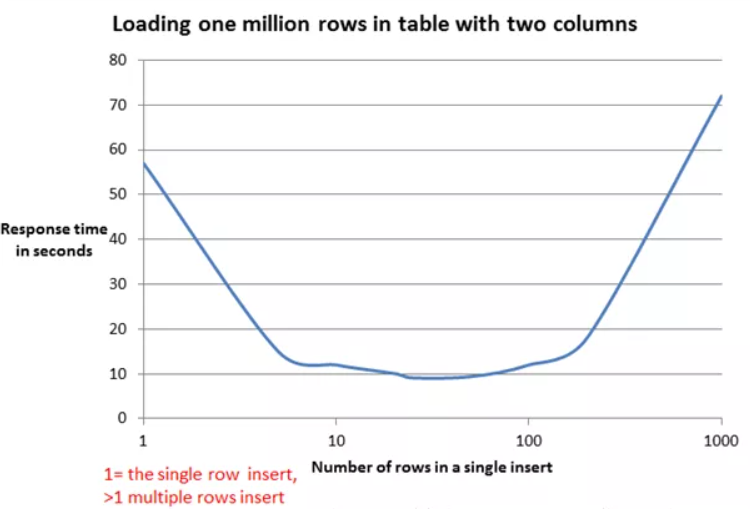 Loading one million rows in table with two columns
80
70
60
50
Response time
in seconds
40
30
20
10
0
1
10
100
1000
Number of rows in a single insert
1= the single row insert,
>1 multiple rows insert